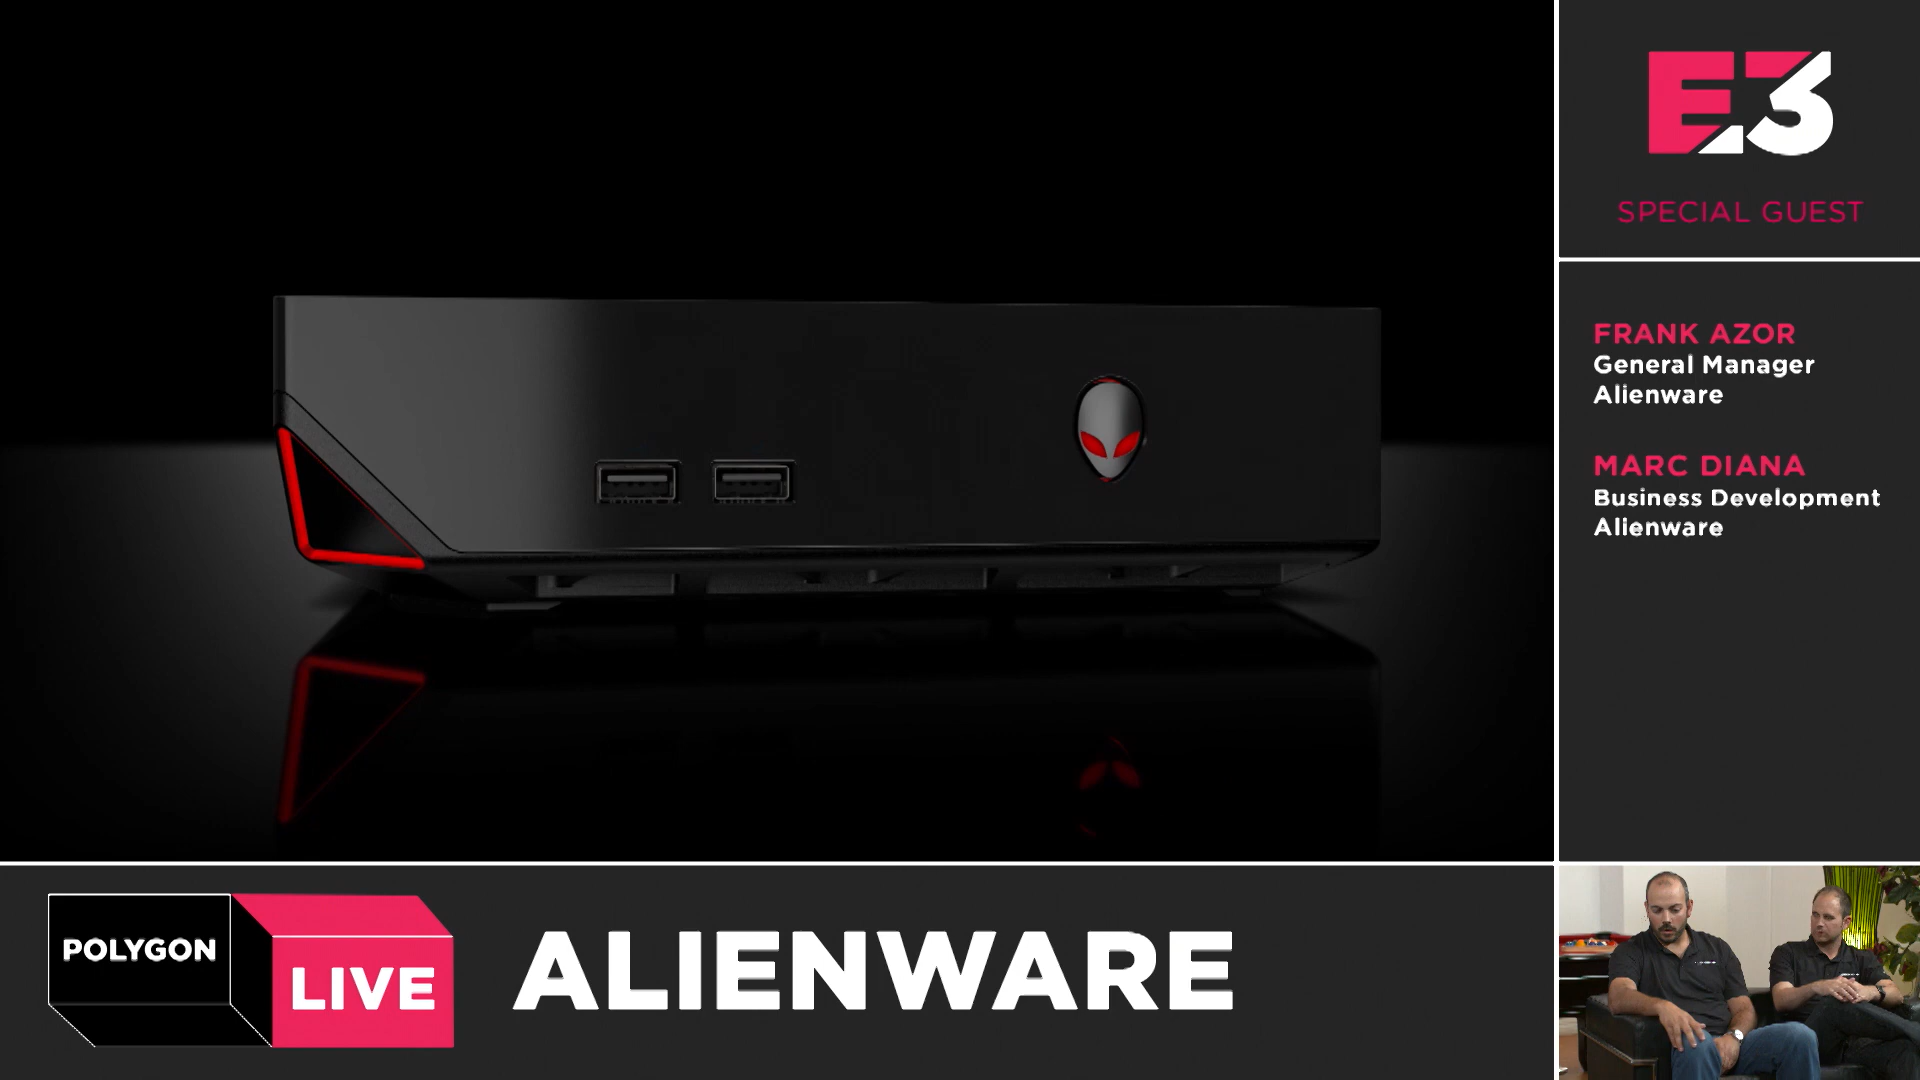 E3
SPECIAL GUEST
FRANK AZOR
General Manager
Alienware
MARC DIANA
Business Development
Alienware
POLYGON
LIVE
ALIENWARE